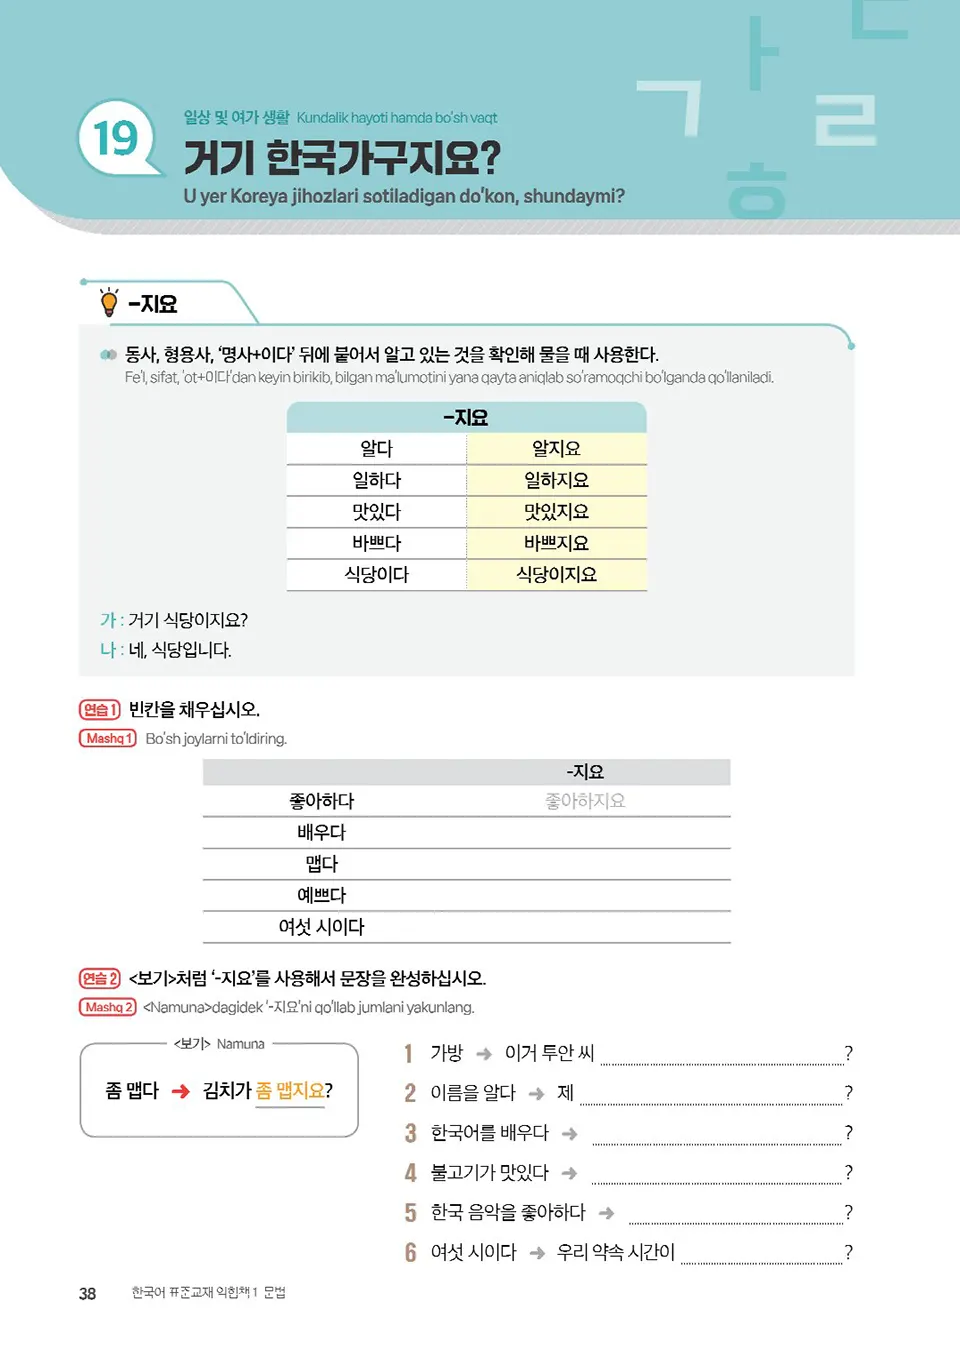 19
일상 및 여가 생활 Kundalik hayoti hamda bo'sh vaqt
거기 한국가구지요?
U yer Koreya jihozlari sotiladigan do'kon, shundaymi?
ㄱ ㅏ ㄴ ㄹ ㅎ
-지요
동사, 형용사, '명사+이다' 뒤에 붙어서 알고 있는 것을 확인해 물을 때 사용한다.
Fe'l, sifat, 'ot+이다'dan keyin birikib, bilgan ma'lumotini yana qayta aniqlab so'ramoqchi bo'lganda qo'llaniladi.
-지요
알다 알지요
일하다 일하지요
맛있다 맛있지요
바쁘다 바쁘지요
식당이다 식당이지요
가 : 거기 식당이지요?
나 : 네, 식당입니다.
연습 1 빈칸을 채우십시오.
Mashq 1 Bo'sh joylarni to'ldiring.
-지요
좋아하다 좋아하지요
배우다
맵다
예쁘다
여섯 시이다
연습 2 <보기>처럼 '-지요'를 사용해서 문장을 완성하십시오.
Mashq 2 <Namuna>dagidek '-지요'ni qo'llab jumlani yakunlang.
<보기> Namuna
좀 맵다 ➜ 김치가 좀 맵지요?
1 가방 ➜ 이거 투안 씨 ?
2 이름을 알다 ➜ 제 ?
3 한국어를 배우다 ➜ ?
4 불고기가 맛있다 ➜ ?
5 한국 음악을 좋아하다 ➜ ?
6 여섯 시이다 ➜ 우리 약속 시간이 ?
38 한국어 표준교재 익힘책 1 문법